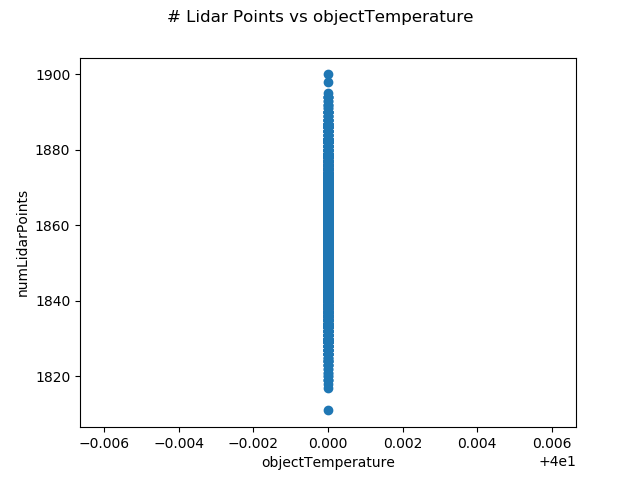 # Lidar Points vs objectTemperature
numLidarPoints
1900
1880
1860
1840
1820
−0.006 −0.004 −0.002 0.000 0.002 0.004 0.006
objectTemperature
+4e1